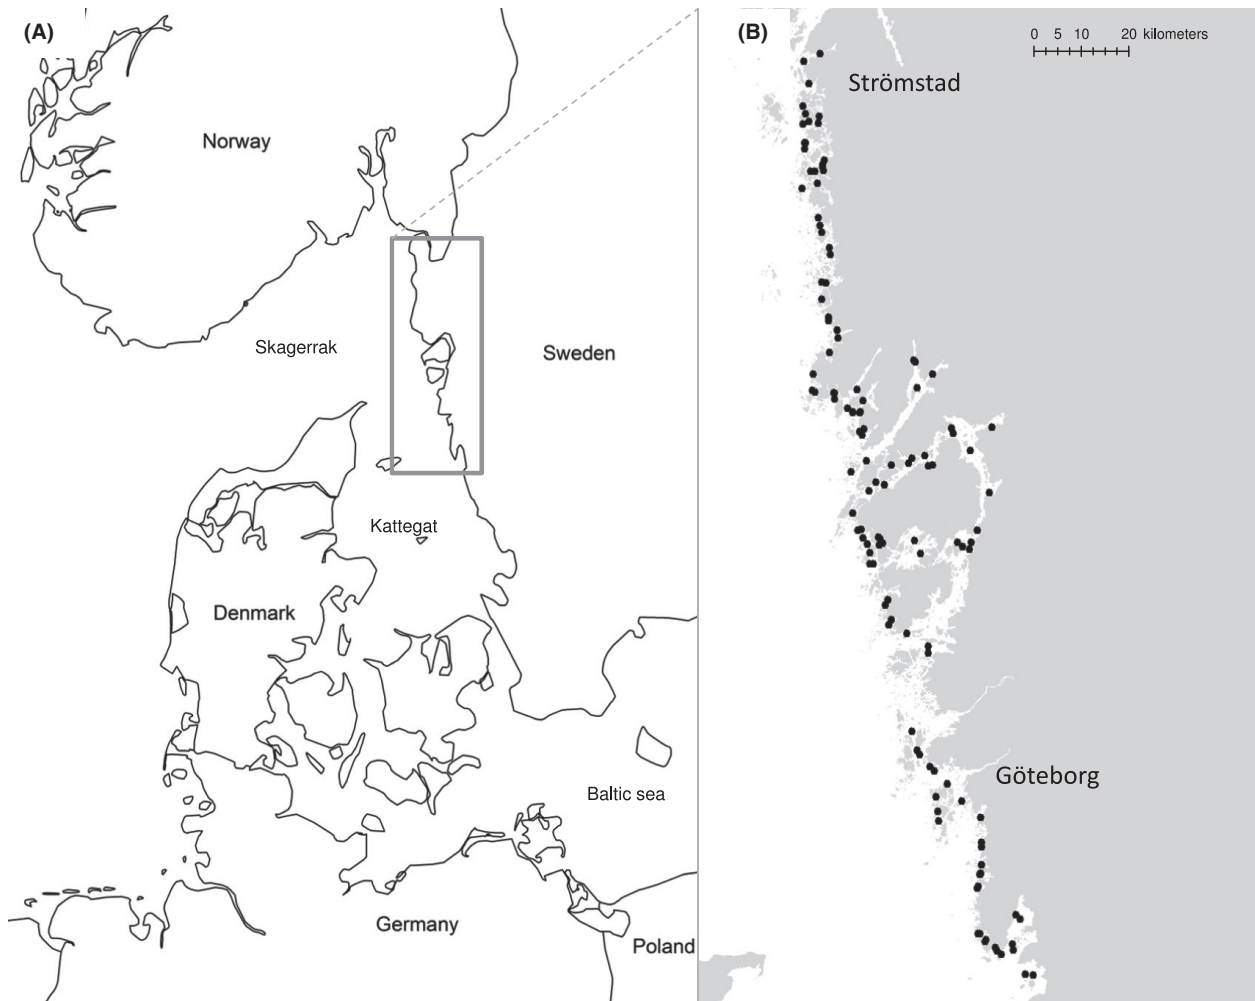 (A)
Norway
Skagerrak
Sweden
Kattegat
Denmark
Baltic sea
Germany
Poland
(B)
0 5 10 20 kilometers
Strömstad
Göteborg